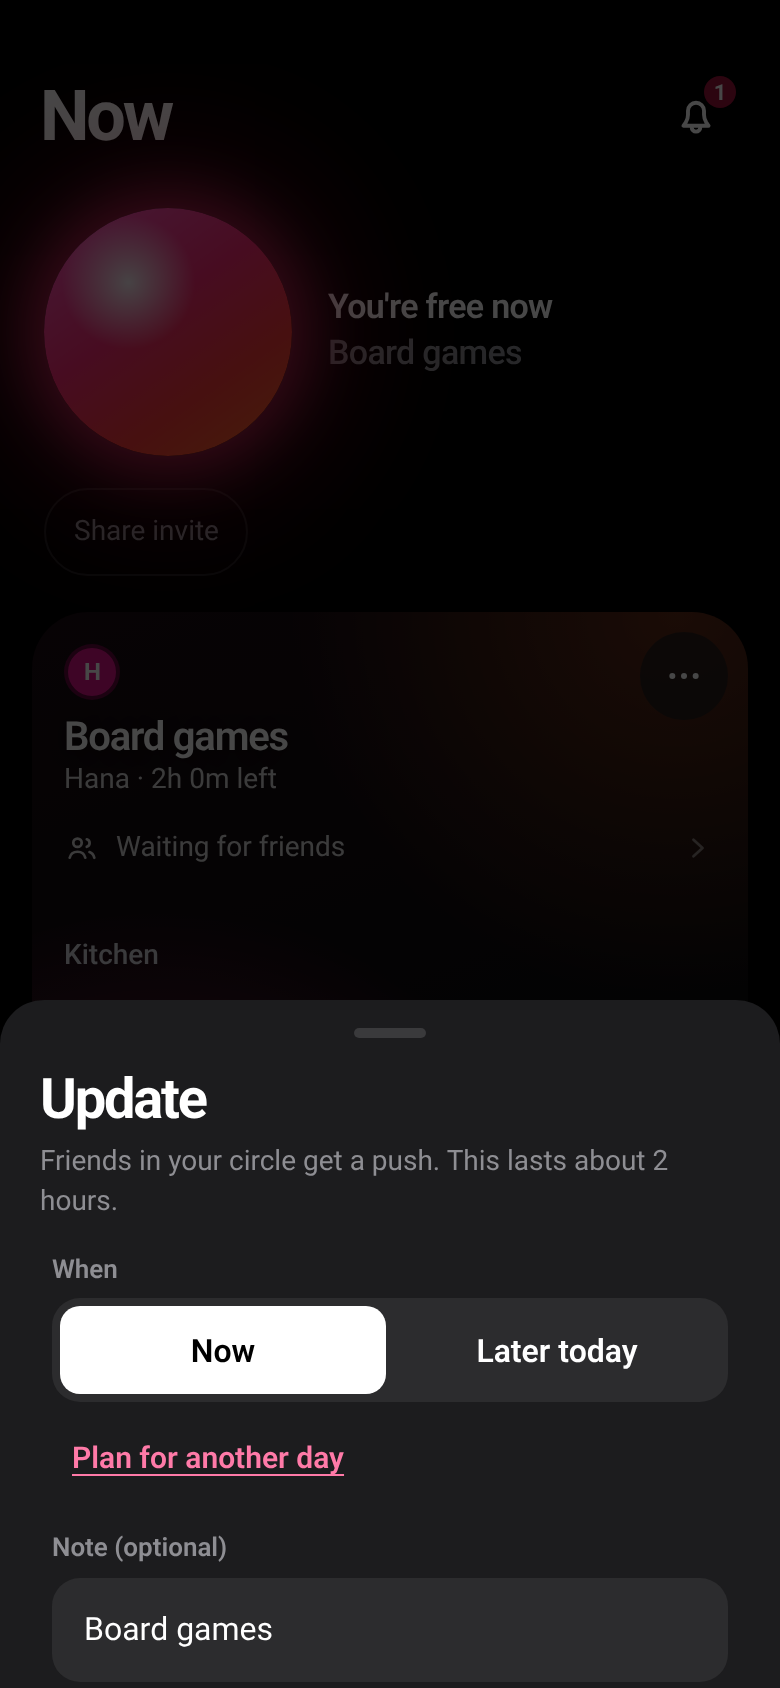 Now
1
You're free now
Board games
Share invite
H
Board games
Hana · 2h 0m left
Waiting for friends
Kitchen
Update
Friends in your circle get a push. This lasts about 2
hours.
When
Now
Later today
Plan for another day
Note (optional)
Board games